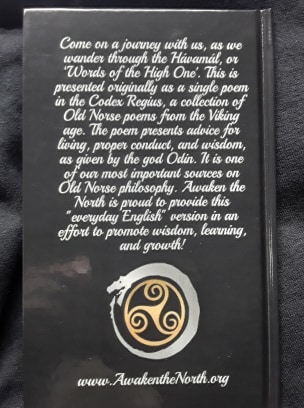 Come on a journey with us, as we
wander through the Hávamál, or
'Words of the High One'. This is
presented originally as a single poem
in the Codex Regius, a collection of
Old Norse poems from the Viking
age. The poem presents advice for
living, proper conduct, and wisdom,
as given by the god Odin. It is one
of our most important sources on
Old Norse philosophy. Awaken the
North is proud to provide this
"everyday English" version in an
effort to promote wisdom, learning,
and growth!
www.AwakentheNorth.org